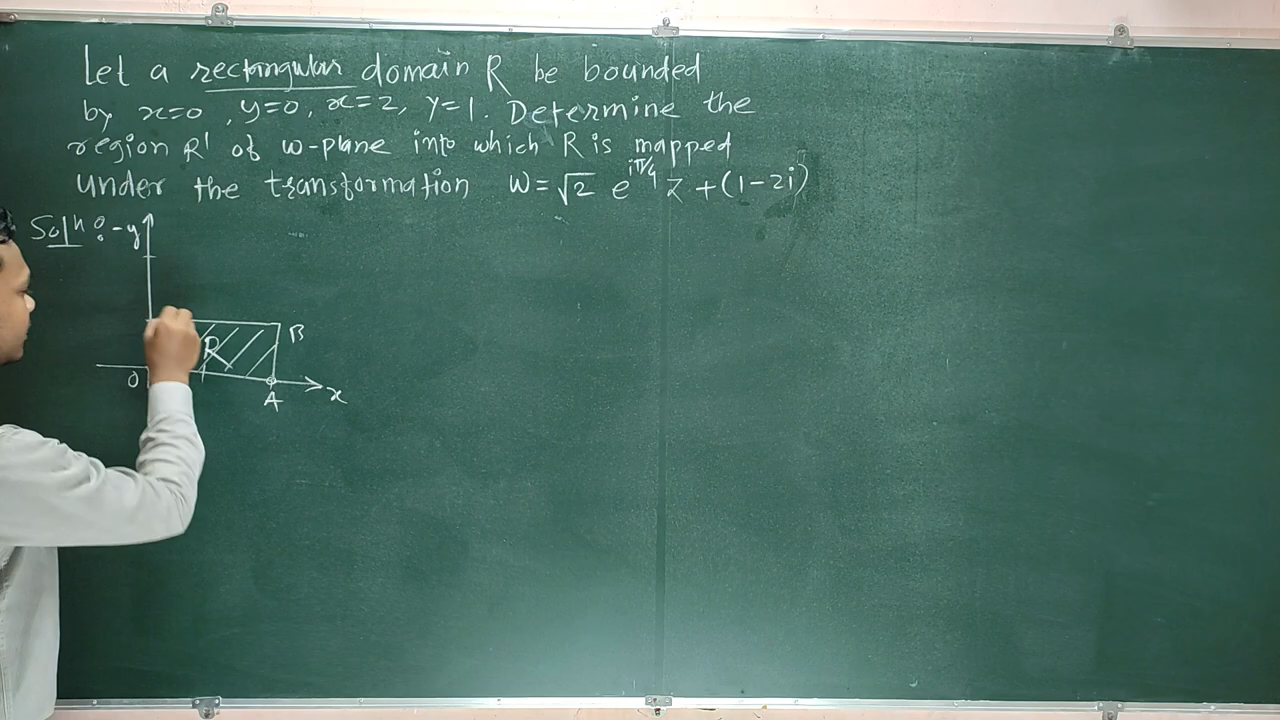 Let a rectangular domain R be bounded
by x=0, y=0, x=2, y=1. Determine the
region R' of w-plane into which R is mapped
under the transformation w = √2 e^{iπ/4} z + (1-2i)
Soln :-
y
B
R
0
x
A